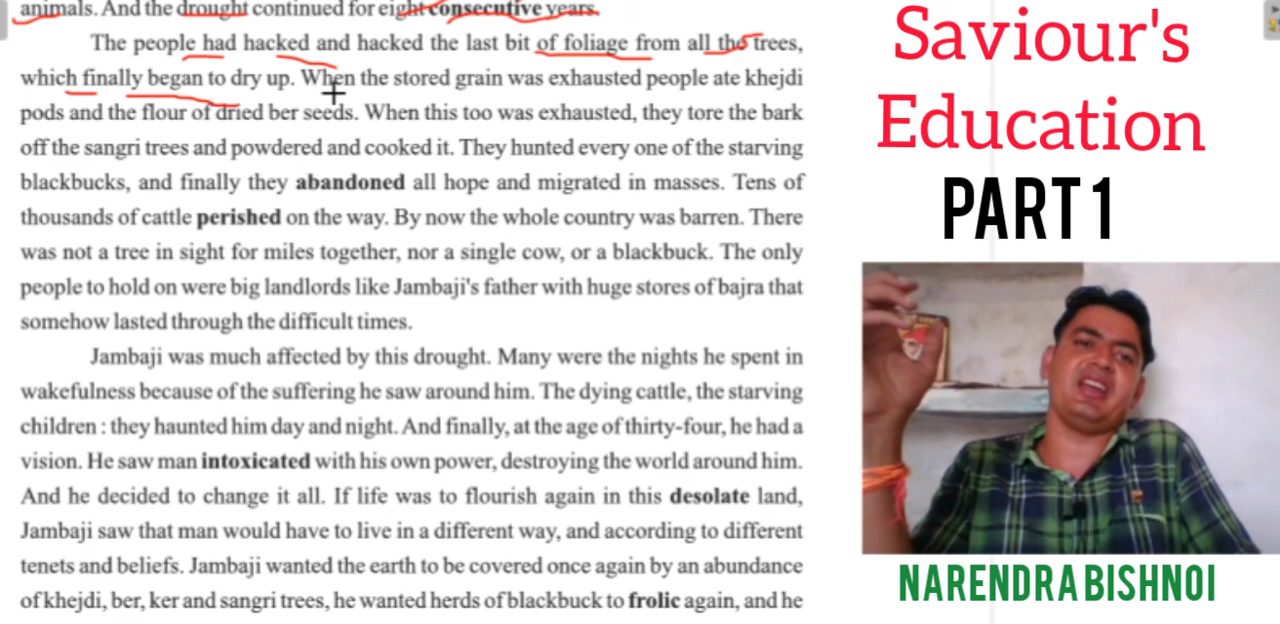 animals. And the drought continued for eight consecutive years.
The people had hacked and hacked the last bit of foliage from all the trees,
which finally began to dry up. When the stored grain was exhausted people ate khejdi
pods and the flour of dried ber seeds. When this too was exhausted, they tore the bark
off the sangri trees and powdered and cooked it. They hunted every one of the starving
blackbucks, and finally they abandoned all hope and migrated in masses. Tens of
thousands of cattle perished on the way. By now the whole country was barren. There
was not a tree in sight for miles together, nor a single cow, or a blackbuck. The only
people to hold on were big landlords like Jambaji's father with huge stores of bajra that
somehow lasted through the difficult times.
Jambaji was much affected by this drought. Many were the nights he spent in
wakefulness because of the suffering he saw around him. The dying cattle, the starving
children : they haunted him day and night. And finally, at the age of thirty-four, he had a
vision. He saw man intoxicated with his own power, destroying the world around him.
And he decided to change it all. If life was to flourish again in this desolate land,
Jambaji saw that man would have to live in a different way, and according to different
tenets and beliefs. Jambaji wanted the earth to be covered once again by an abundance
of khejdi, ber, ker and sangri trees, he wanted herds of blackbuck to frolic again, and he
Saviour's
Education
PART 1
NARENDRA BISHNOI